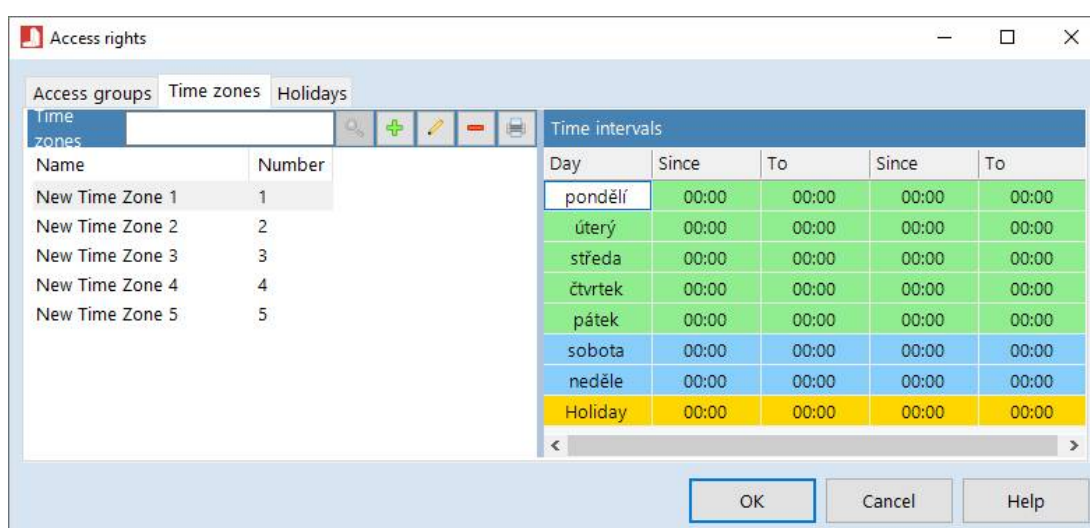 Access rights
Access groups Time zones Holidays
Time
zones
Name Number
New Time Zone 1 1
New Time Zone 2 2
New Time Zone 3 3
New Time Zone 4 4
New Time Zone 5 5
Time intervals
Day Since To Since To
pondělí 00:00 00:00 00:00 00:00
úterý 00:00 00:00 00:00 00:00
středa 00:00 00:00 00:00 00:00
čtvrtek 00:00 00:00 00:00 00:00
pátek 00:00 00:00 00:00 00:00
sobota 00:00 00:00 00:00 00:00
neděle 00:00 00:00 00:00 00:00
Holiday 00:00 00:00 00:00 00:00
OK Cancel Help